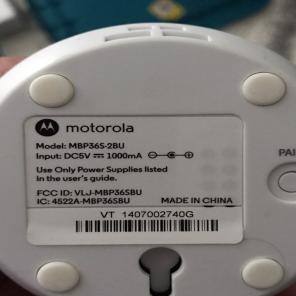 motorola
Model: MBP36S-2BU
Input: DC5V ⎓ 1000mA
Use Only Power Supplies listed
in the user's guide.
FCC ID: VLJ-MBP36SBU
IC: 4522A-MBP36SBU MADE IN CHINA
VT 1407002740G